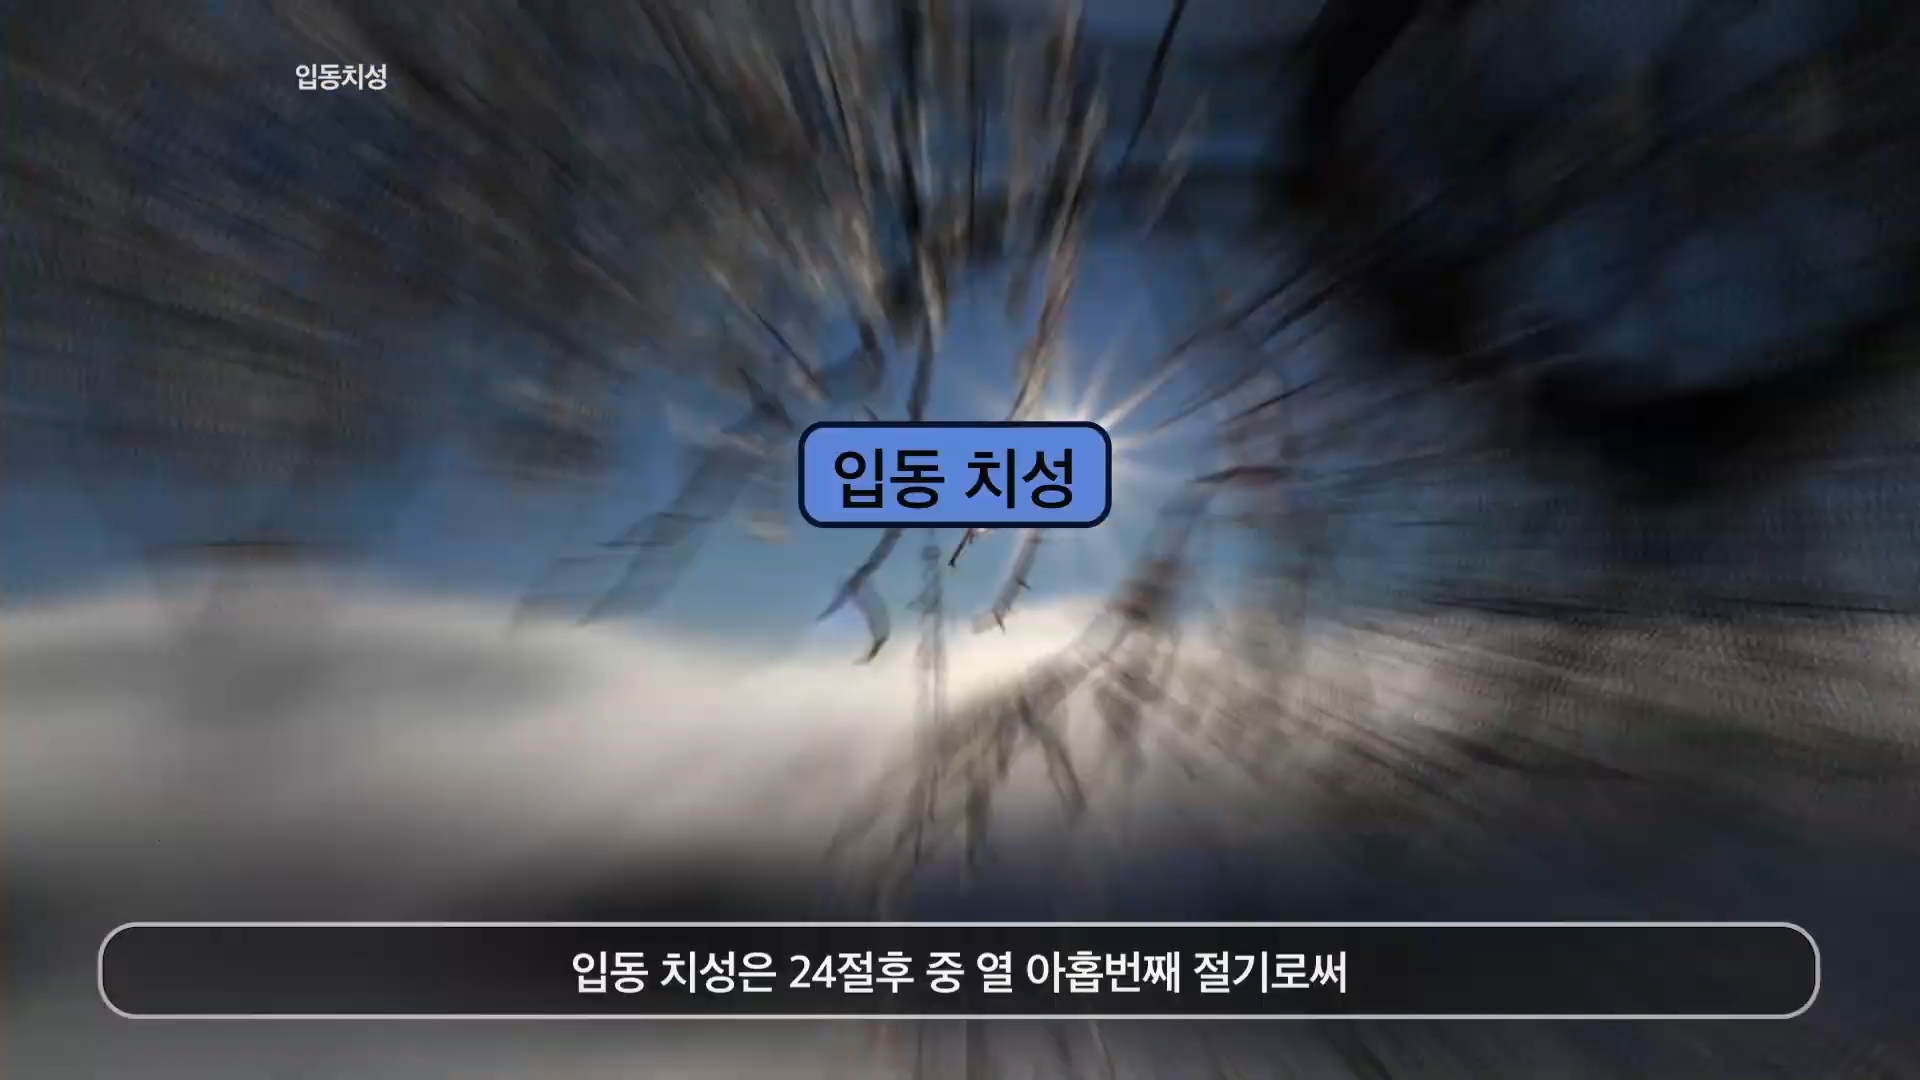 입동치성
입동 치성
입동 치성은 24절후 중 열 아홉번째 절기로써